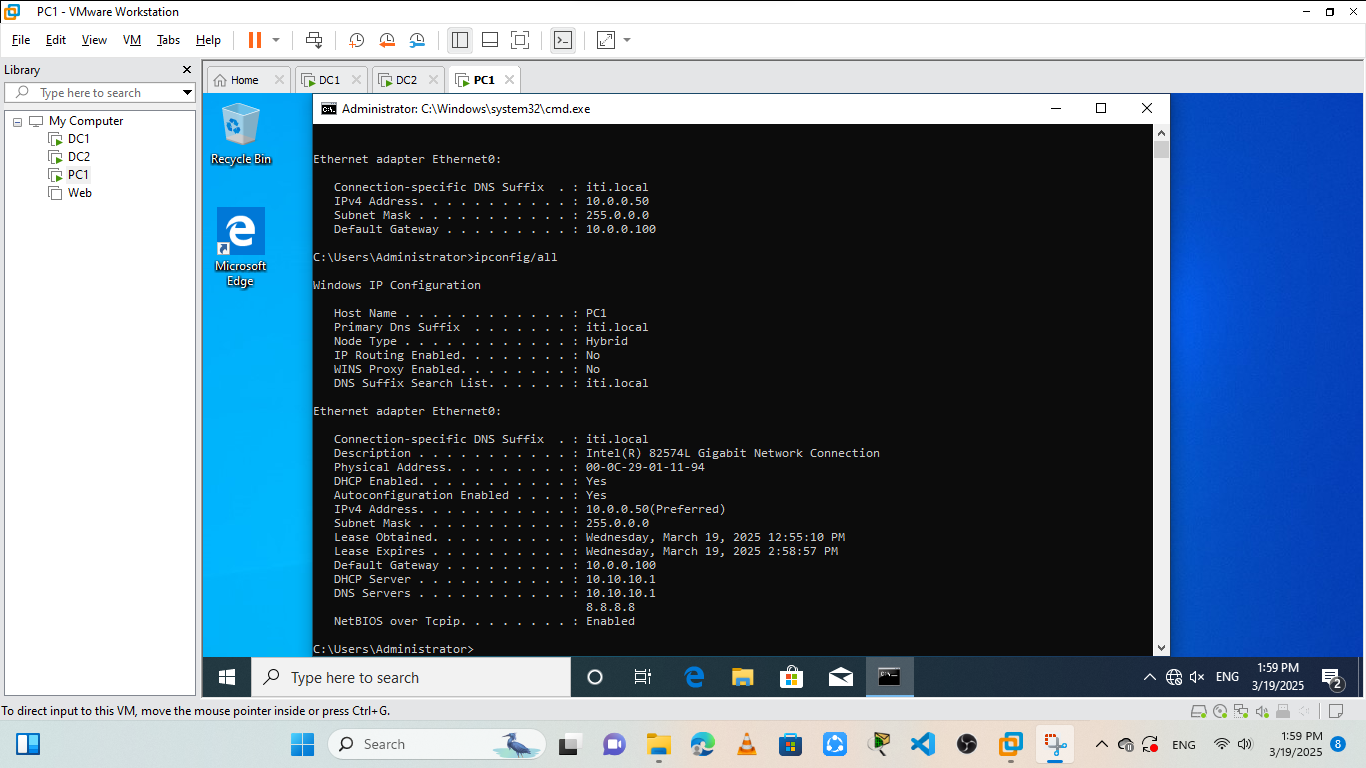 PC1 - VMware Workstation
File Edit View VM Tabs Help
Library
Type here to search
My Computer
DC1
DC2
PC1
Web
Home DC1 DC2 PC1
Recycle Bin
Microsoft
Edge
Administrator: C:\Windows\system32\cmd.exe
Ethernet adapter Ethernet0:
Connection-specific DNS Suffix . : iti.local
IPv4 Address. . . . . . . . . . . : 10.0.0.50
Subnet Mask . . . . . . . . . . . : 255.0.0.0
Default Gateway . . . . . . . . . : 10.0.0.100
C:\Users\Administrator>ipconfig/all
Windows IP Configuration
Host Name . . . . . . . . . . . . : PC1
Primary Dns Suffix . . . . . . . : iti.local
Node Type . . . . . . . . . . . . : Hybrid
IP Routing Enabled. . . . . . . . : No
WINS Proxy Enabled. . . . . . . . : No
DNS Suffix Search List. . . . . . : iti.local
Ethernet adapter Ethernet0:
Connection-specific DNS Suffix . : iti.local
Description . . . . . . . . . . . : Intel(R) 82574L Gigabit Network Connection
Physical Address. . . . . . . . . : 00-0C-29-01-11-94
DHCP Enabled. . . . . . . . . . . : Yes
Autoconfiguration Enabled . . . . : Yes
IPv4 Address. . . . . . . . . . . : 10.0.0.50(Preferred)
Subnet Mask . . . . . . . . . . . : 255.0.0.0
Lease Obtained. . . . . . . . . . : Wednesday, March 19, 2025 12:55:10 PM
Lease Expires . . . . . . . . . . : Wednesday, March 19, 2025 2:58:57 PM
Default Gateway . . . . . . . . . : 10.0.0.100
DHCP Server . . . . . . . . . . . : 10.10.10.1
DNS Servers . . . . . . . . . . . : 10.10.10.1
8.8.8.8
NetBIOS over Tcpip. . . . . . . . : Enabled
C:\Users\Administrator>
Type here to search
ENG
1:59 PM
3/19/2025
2
To direct input to this VM, move the mouse pointer inside or press Ctrl+G.
Search
ENG
1:59 PM
3/19/2025
8